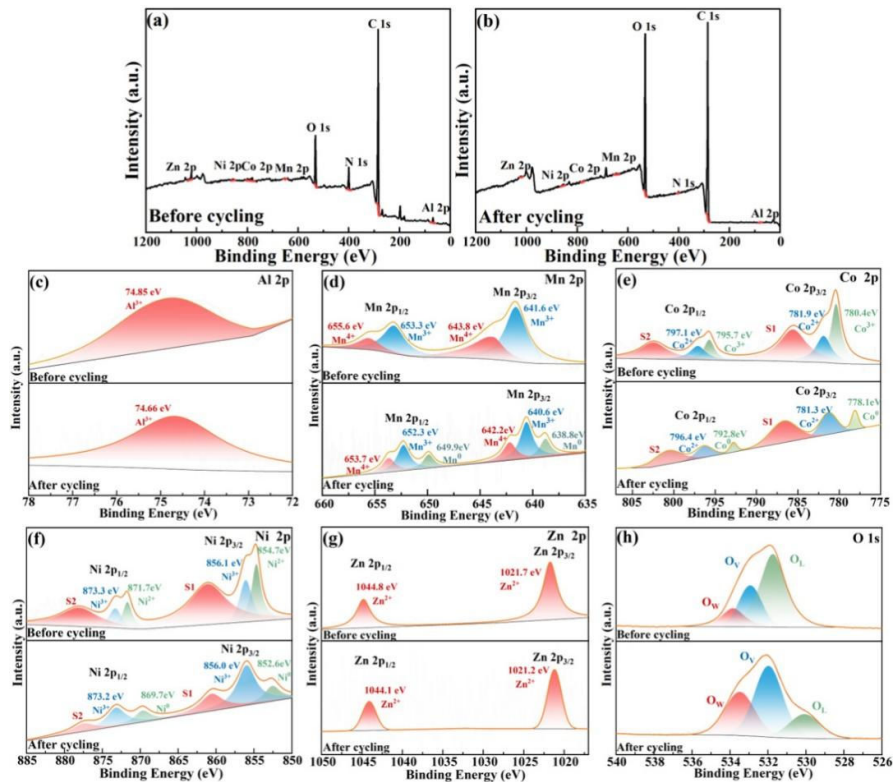 (a)
C 1s
O 1s
N 1s
Zn 2p
Ni 2p
Co 2p
Mn 2p
Al 2p
Before cycling
Intensity (a.u.)
1200 1000 800 600 400 200 0
Binding Energy (eV)
(b)
C 1s
O 1s
Mn 2p
Zn 2p
Ni 2p
Co 2p
N 1s
Al 2p
After cycling
Intensity (a.u.)
1200 1000 800 600 400 200 0
Binding Energy (eV)
(c)
Al 2p
74.85 eV
Al3+
Before cycling
74.66 eV
Al3+
After cycling
Intensity (a.u.)
78 76 75 74 73 72
Binding Energy (eV)
(d)
Mn 2p
Mn 2p3/2
Mn 2p1/2
641.6 eV
Mn3+
655.6 eV
Mn4+
653.3 eV
Mn3+
643.8 eV
Mn4+
Before cycling
Mn 2p3/2
Mn 2p1/2
640.6 eV
Mn3+
652.3 eV
Mn3+
642.2eV
Mn4+
638.8eV
Mn0
653.7 eV
Mn4+
649.9eV
Mn0
After cycling
Intensity (a.u.)
660 655 650 645 640 635
Binding Energy (eV)
(e)
Co 2p
Co 2p3/2
Co 2p1/2
781.9 eV
Co2+
780.4eV
Co3+
S2
797.1 eV
Co2+
795.7 eV
Co3+
S1
Before cycling
Co 2p3/2
778.1eV
Co0
Co 2p1/2
S1
781.3 eV
Co2+
S2
796.4 eV
Co2+
792.8eV
Co0
After cycling
Intensity (a.u.)
805 800 795 790 785 780 775
Binding Energy (eV)
(f)
Ni 2p
Ni 2p3/2
854.7eV
Ni2+
Ni 2p1/2
856.1 eV
Ni3+
873.3 eV
Ni3+
871.7eV
Ni2+
S1
S2
Before cycling
Ni 2p3/2
Ni 2p1/2
856.0 eV
Ni3+
852.6eV
Ni0
873.2 eV
Ni3+
869.7eV
Ni0
S1
S2
After cycling
Intensity (a.u.)
885 880 875 870 865 860 855 850
Binding Energy (eV)
(g)
Zn 2p
Zn 2p3/2
Zn 2p1/2
1021.7 eV
Zn2+
1044.8 eV
Zn2+
Before cycling
Zn 2p1/2
Zn 2p3/2
1021.2 eV
Zn2+
1044.1 eV
Zn2+
After cycling
Intensity (a.u.)
1050 1045 1040 1035 1030 1025 1020
Binding Energy (eV)
(h)
O 1s
OV
OL
OW
Before cycling
OV
OW
OL
After cycling
Intensity (a.u.)
540 538 536 534 532 530 528 526
Binding Energy (eV)